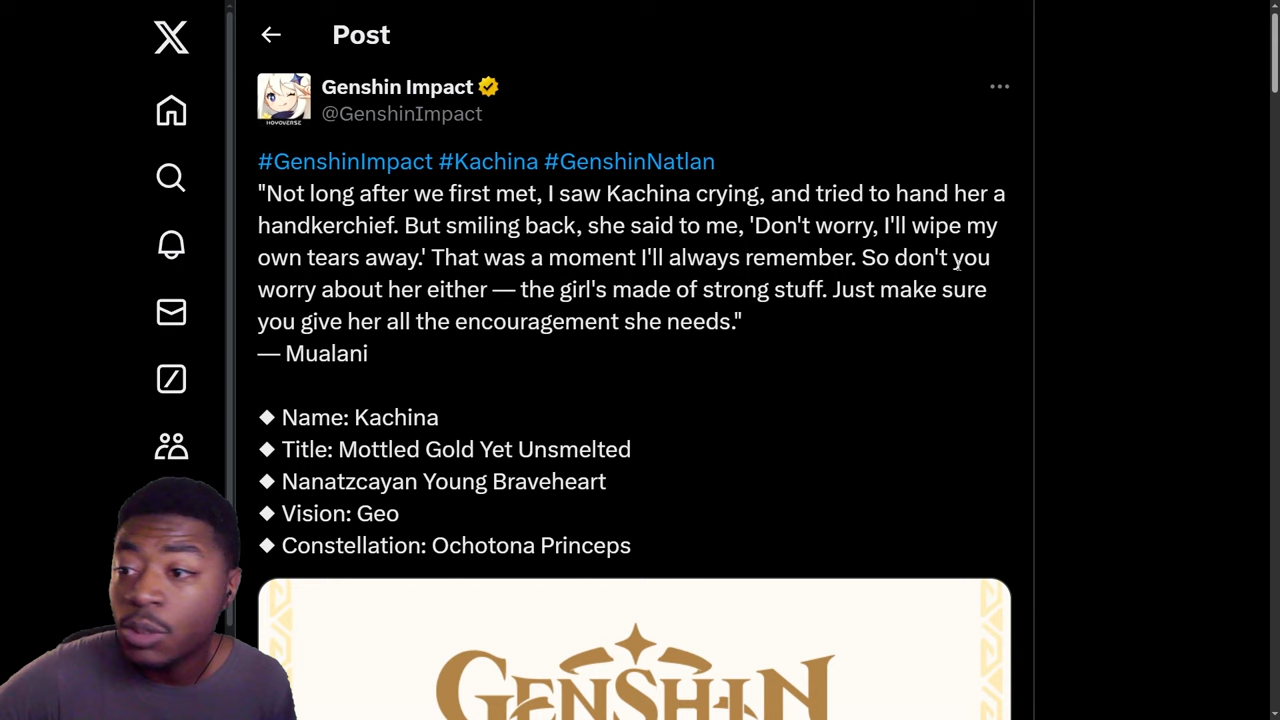 Post
Genshin Impact
@GenshinImpact
#GenshinImpact #Kachina #GenshinNatlan
"Not long after we first met, I saw Kachina crying, and tried to hand her a
handkerchief. But smiling back, she said to me, 'Don't worry, I'll wipe my
own tears away.' That was a moment I'll always remember. So don't you
worry about her either — the girl's made of strong stuff. Just make sure
you give her all the encouragement she needs."
— Mualani
◆ Name: Kachina
◆ Title: Mottled Gold Yet Unsmelted
◆ Nanatzcayan Young Braveheart
◆ Vision: Geo
◆ Constellation: Ochotona Princeps
GENSHIN